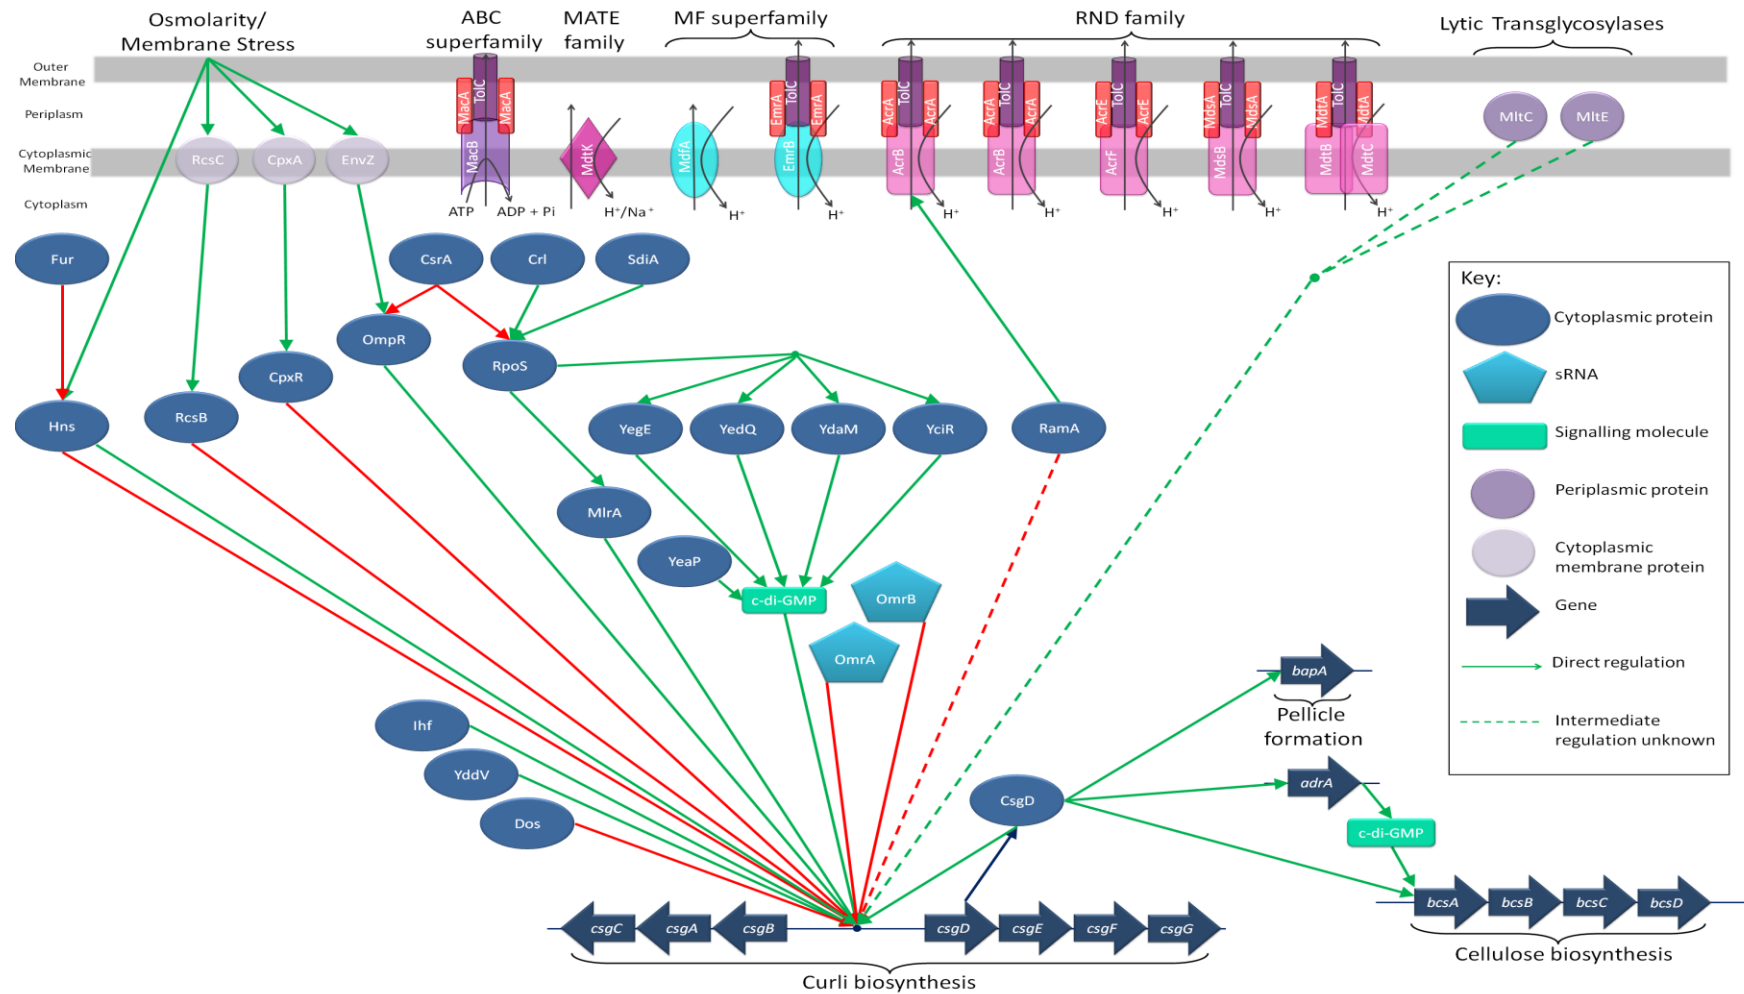 Osmolarity/
Membrane Stress
ABC
superfamily
MATE
family
MF superfamily
RND family
Lytic Transglycosylases
Outer
Membrane
Periplasm
Cytoplasmic
Membrane
Cytoplasm
RcsC
CpxA
EnvZ
MacA
TolC
MacA
MacB
ATP
ADP + Pi
MdtK
H⁺/Na⁺
MdfA
H⁺
EmrA
TolC
EmrA
EmrB
H⁺
AcrA
TolC
AcrA
AcrB
H⁺
AcrA
TolC
AcrA
AcrB
H⁺
AcrE
TolC
AcrE
AcrF
H⁺
MdsA
TolC
MdsA
MdsB
H⁺
MdtA
TolC
MdtA
MdtB
MdtC
H⁺
MltC
MltE
Fur
CsrA
Crl
SdiA
OmpR
RpoS
CpxR
RcsB
Hns
YegE
YedQ
YdaM
YciR
RamA
MlrA
YeaP
c-di-GMP
OmrB
OmrA
Ihf
YddV
Dos
CsgD
bapA
Pellicle
formation
adrA
c-di-GMP
csgC
csgA
csgB
csgD
csgE
csgF
csgG
Curli biosynthesis
bcsA
bcsB
bcsC
bcsD
Cellulose biosynthesis
Key:
Cytoplasmic protein
sRNA
Signalling molecule
Periplasmic protein
Cytoplasmic
membrane protein
Gene
Direct regulation
Intermediate
regulation unknown